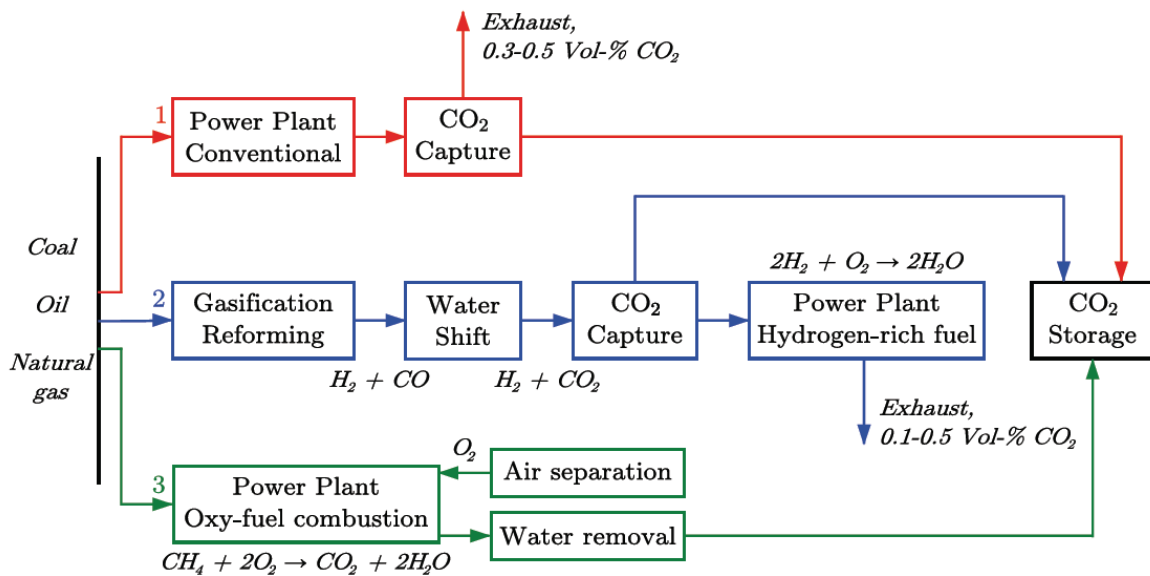 Exhaust,
0.3-0.5 Vol-% CO₂
1
Power Plant
Conventional
CO₂
Capture
Coal
Oil
Natural
gas
2
Gasification
Reforming
H₂ + CO
Water
Shift
H₂ + CO₂
CO₂
Capture
2H₂ + O₂ → 2H₂O
Power Plant
Hydrogen-rich fuel
Exhaust,
0.1-0.5 Vol-% CO₂
CO₂
Storage
3
Power Plant
Oxy-fuel combustion
CH₄ + 2O₂ → CO₂ + 2H₂O
O₂
Air separation
Water removal